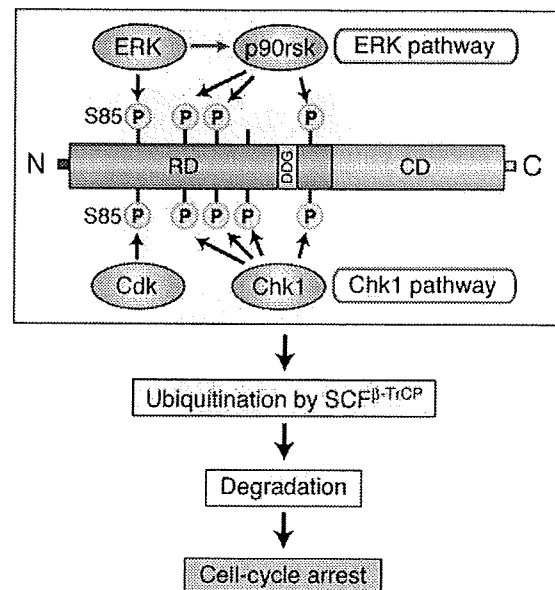 ERK p90rsk ERK pathway
S85 P P P P
N RD DDG CD C
S85 P P P P P
Cdk Chk1 Chk1 pathway
Ubiquitination by SCFβ-TrCP
Degradation
Cell-cycle arrest